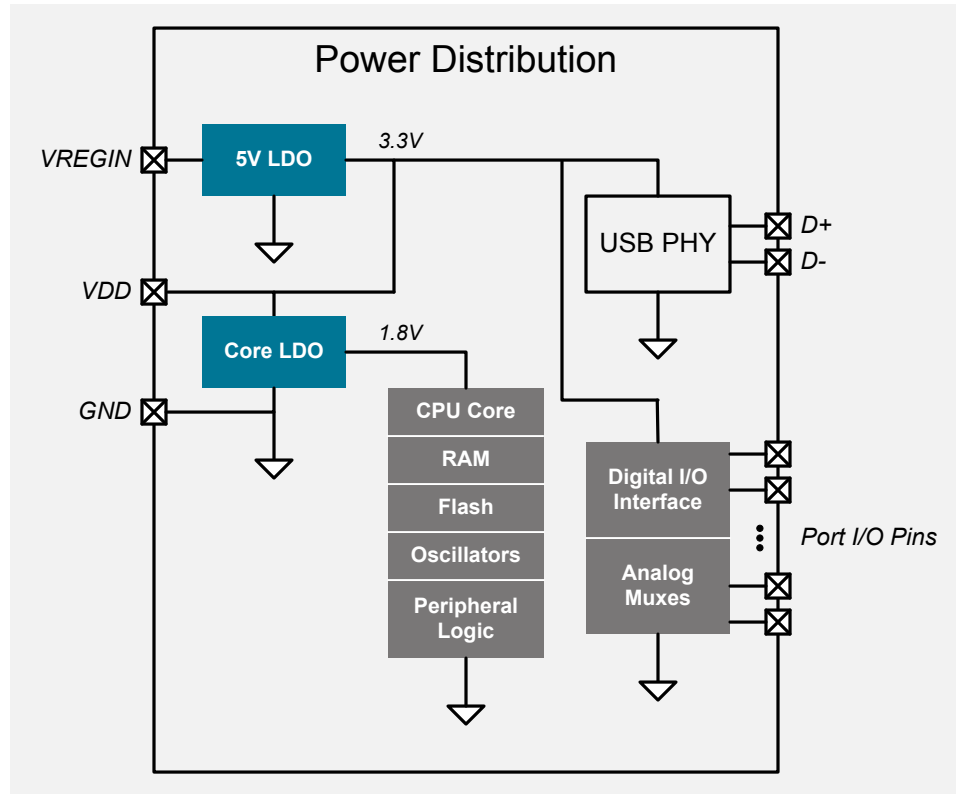 Power Distribution
VREGIN
5V LDO
3.3V
USB PHY
D+
D-
VDD
Core LDO
1.8V
GND
CPU Core
RAM
Flash
Oscillators
Peripheral
Logic
Digital I/O
Interface
Analog
Muxes
Port I/O Pins